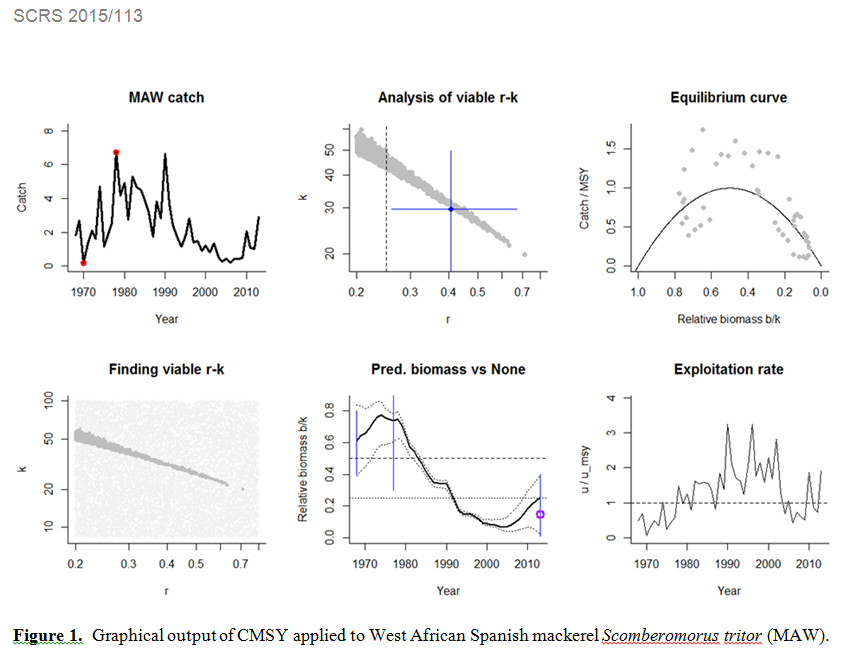 SCRS 2015/113
MAW catch
Analysis of viable r-k
Equilibrium curve
Catch
0 2 4 6 8
1970 1980 1990 2000 2010
Year
k
20 30 40 50
0.2 0.3 0.4 0.5 0.7
r
Catch / MSY
0.0 0.5 1.0 1.5
1.0 0.8 0.6 0.4 0.2 0.0
Relative biomass b/k
Finding viable r-k
Pred. biomass vs None
Exploitation rate
k
10 20 50 100
0.2 0.3 0.4 0.5 0.7
r
Relative biomass b/k
0.0 0.2 0.4 0.6 0.8
1970 1980 1990 2000 2010
Year
u / u_msy
0 1 2 3 4
1970 1980 1990 2000 2010
Year
Figure 1. Graphical output of CMSY applied to West African Spanish mackerel Scomberomorus tritor (MAW).